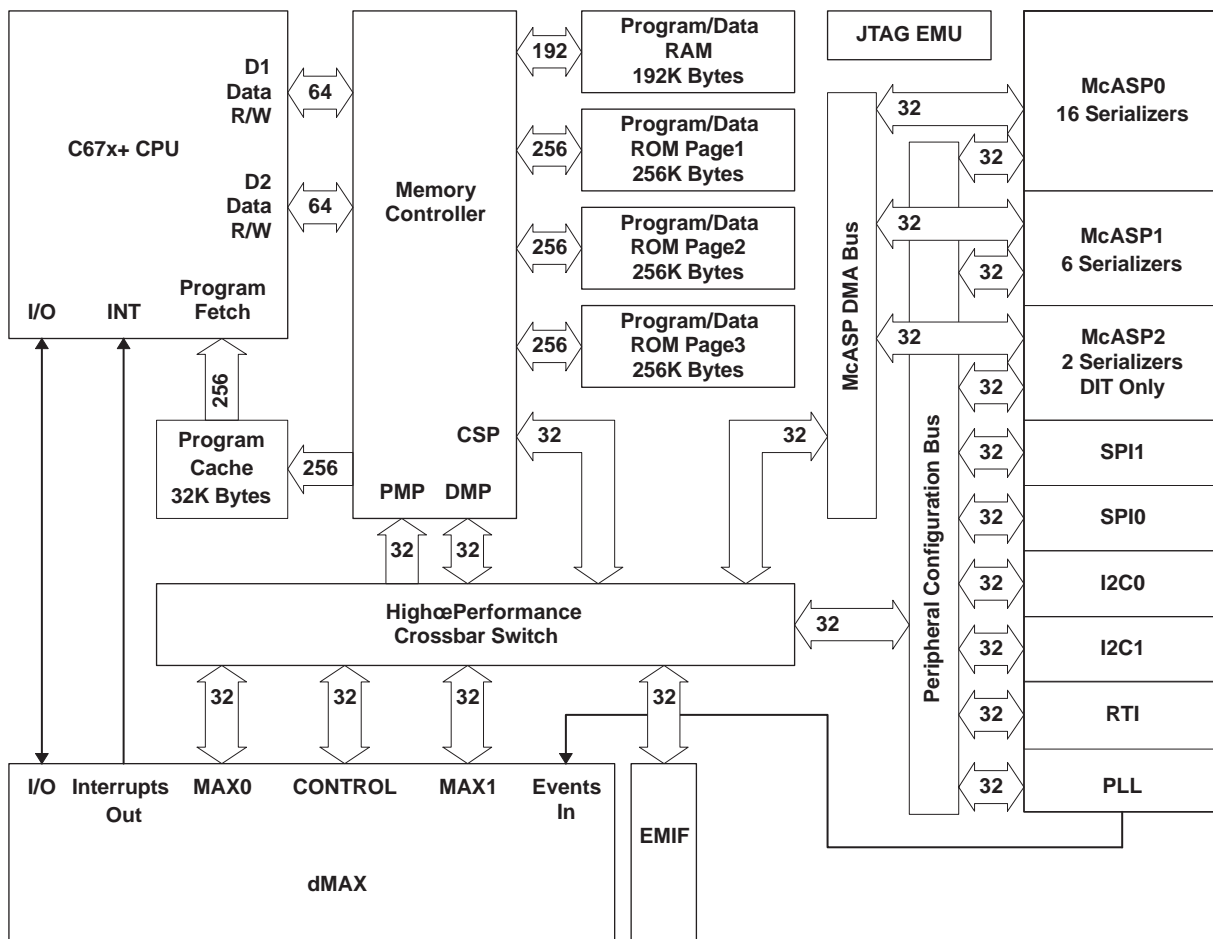 C67x+ CPU
D1
Data
R/W
D2
Data
R/W
Program
Fetch
I/O
INT
64
64
Memory
Controller
CSP
PMP
DMP
192
256
256
256
Program/Data
RAM
192K Bytes
Program/Data
ROM Page1
256K Bytes
Program/Data
ROM Page2
256K Bytes
Program/Data
ROM Page3
256K Bytes
JTAG EMU
256
Program
Cache
32K Bytes
256
32
32
32
32
McASP DMA Bus
32
32
32
Peripheral Configuration Bus
32
32
32
32
32
32
32
32
32
McASP0
16 Serializers
McASP1
6 Serializers
McASP2
2 Serializers
DIT Only
SPI1
SPI0
I2C0
I2C1
RTI
PLL
HighœPerformance
Crossbar Switch
32
32
32
32
32
I/O
Interrupts
Out
MAX0
CONTROL
MAX1
Events
In
dMAX
EMIF